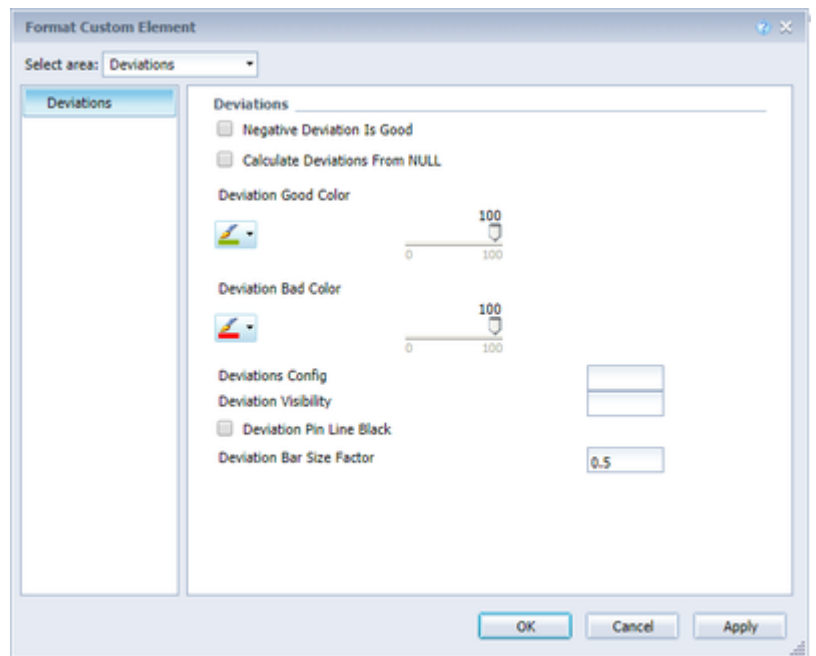 Format Custom Element
Select area: Deviations
Deviations
Deviations
Negative Deviation Is Good
Calculate Deviations From NULL
Deviation Good Color
100
0 100
Deviation Bad Color
100
0 100
Deviations Config
Deviation Visibility
Deviation Pin Line Black
Deviation Bar Size Factor 0.5
OK Cancel Apply